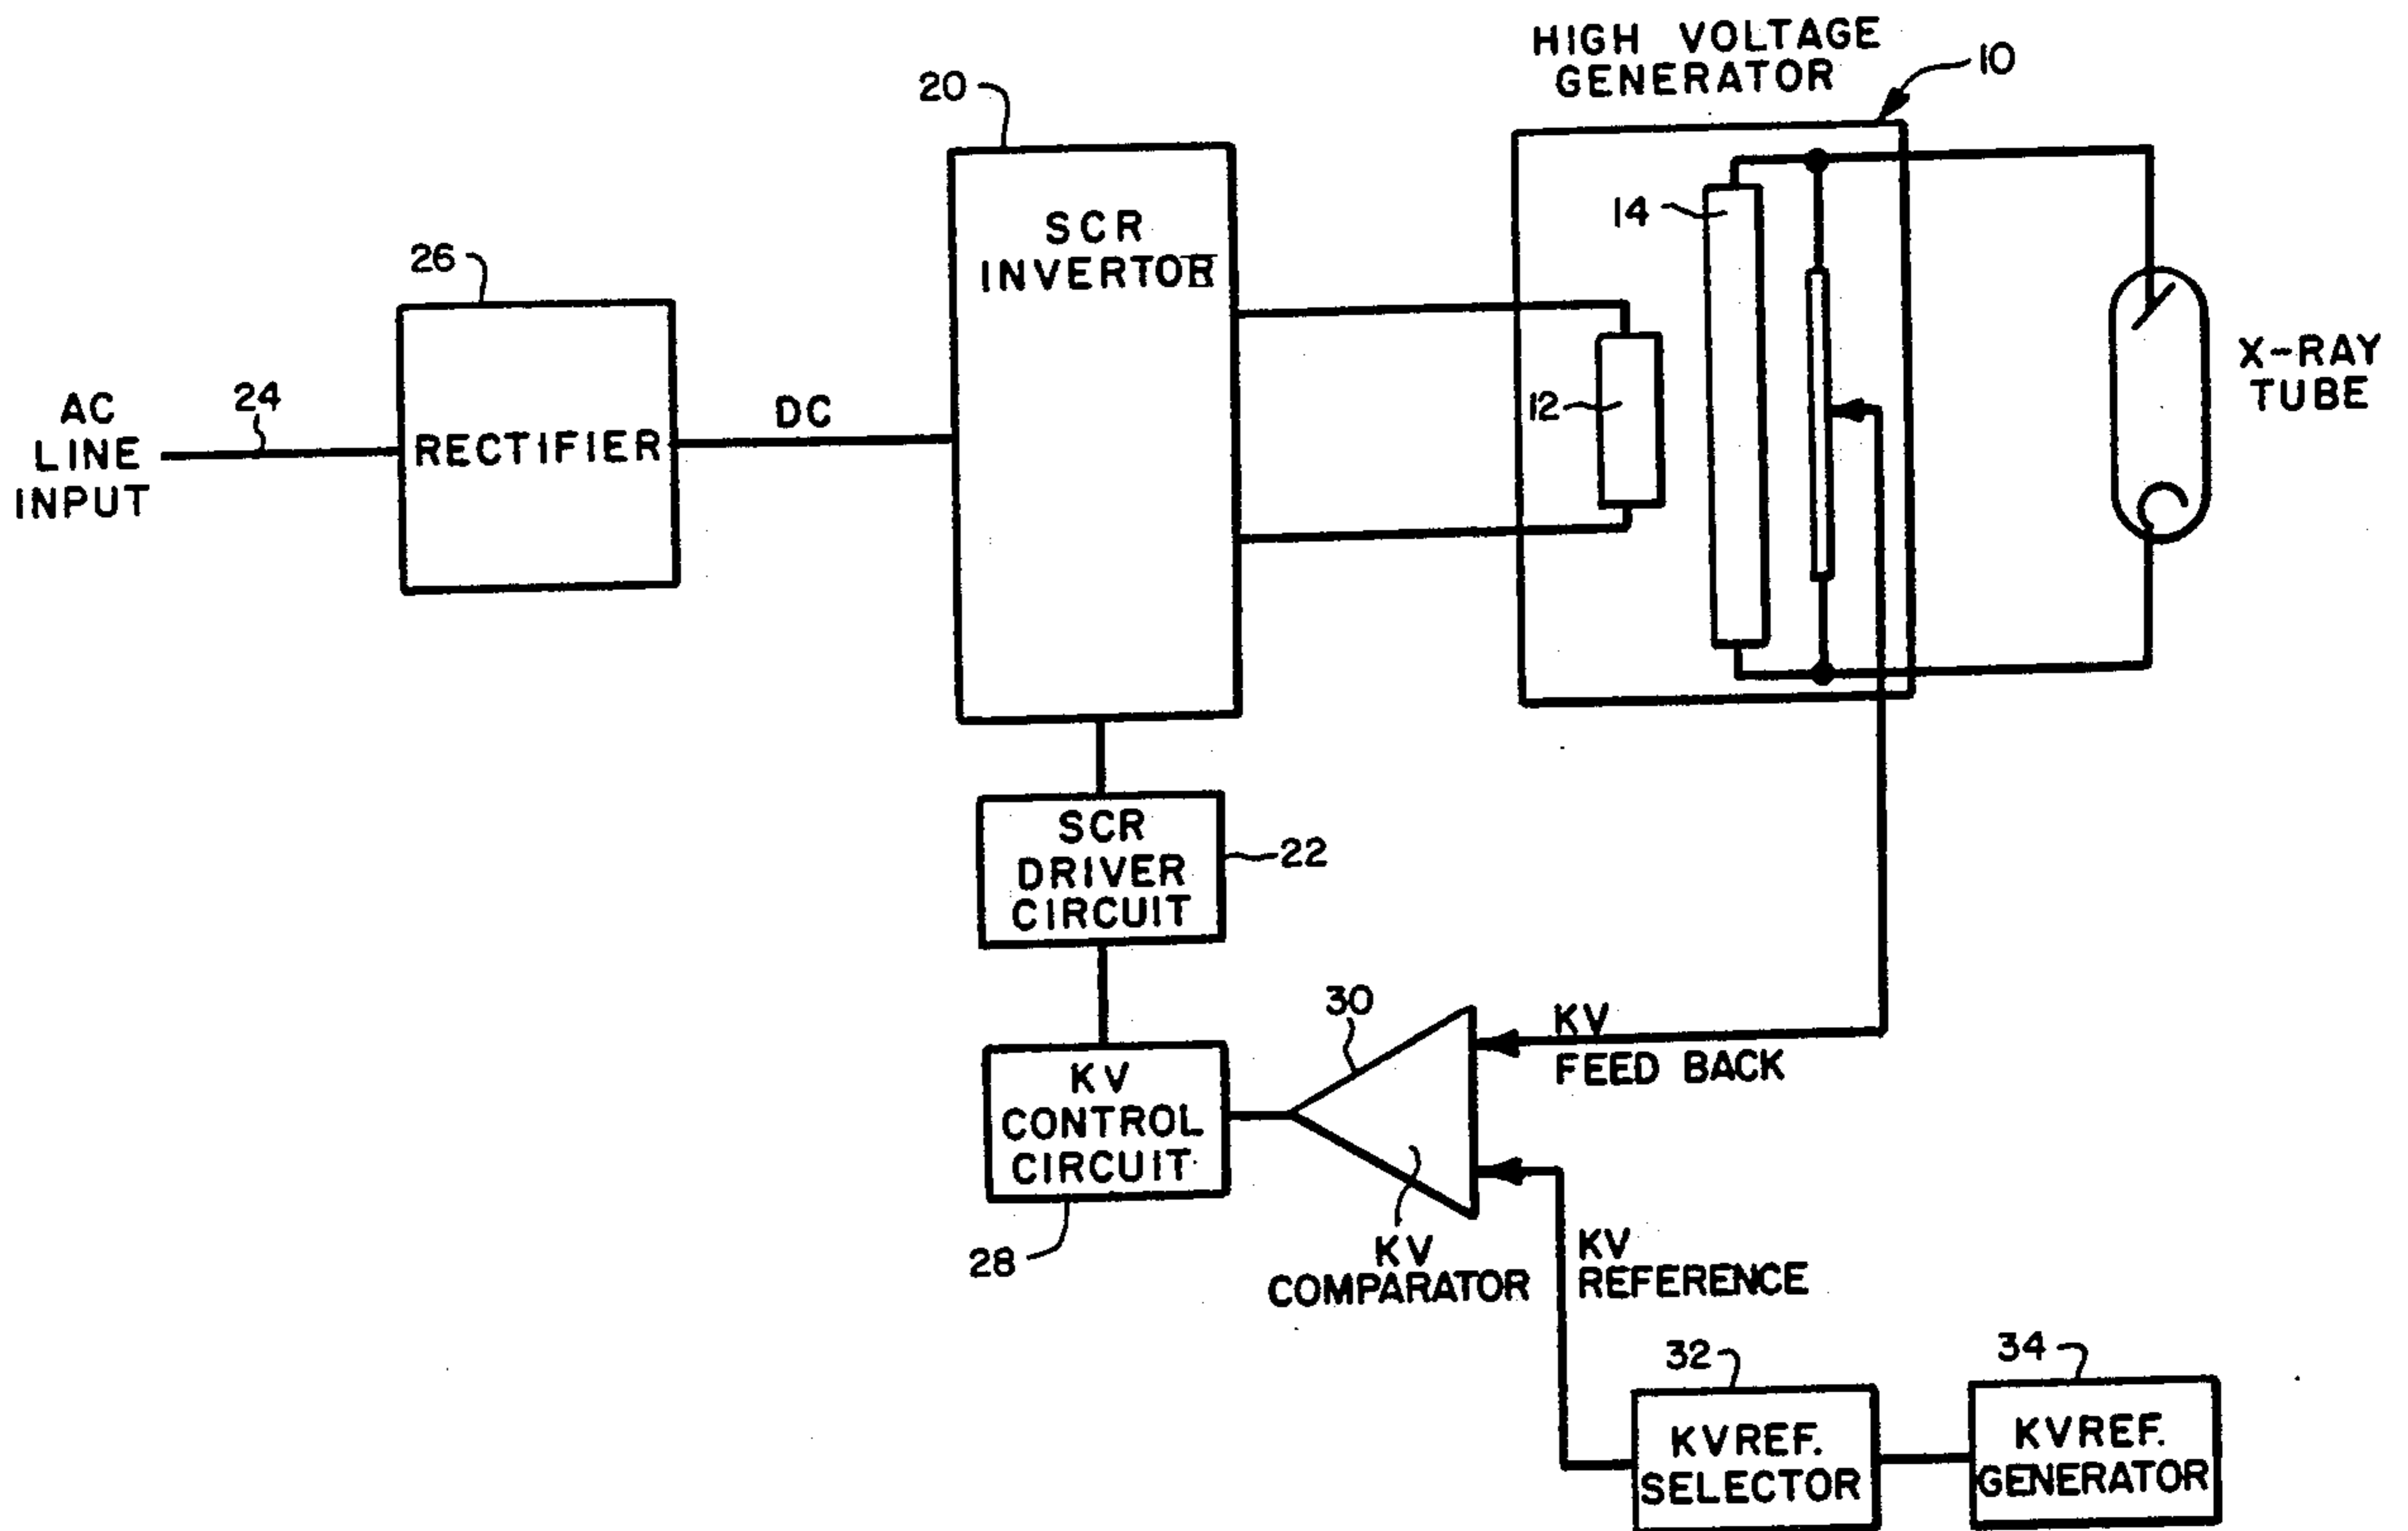 HIGH VOLTAGE
GENERATOR
10
20
SCR
INVERTOR
14
26
12
X-RAY
TUBE
AC
LINE
INPUT
24
RECTIFIER
DC
SCR
DRIVER
CIRCUIT
22
30
KV
FEED BACK
KV
CONTROL
CIRCUIT
28
KV
COMPARATOR
KV
REFERENCE
32
34
KVREF.
SELECTOR
KVREF.
GENERATOR